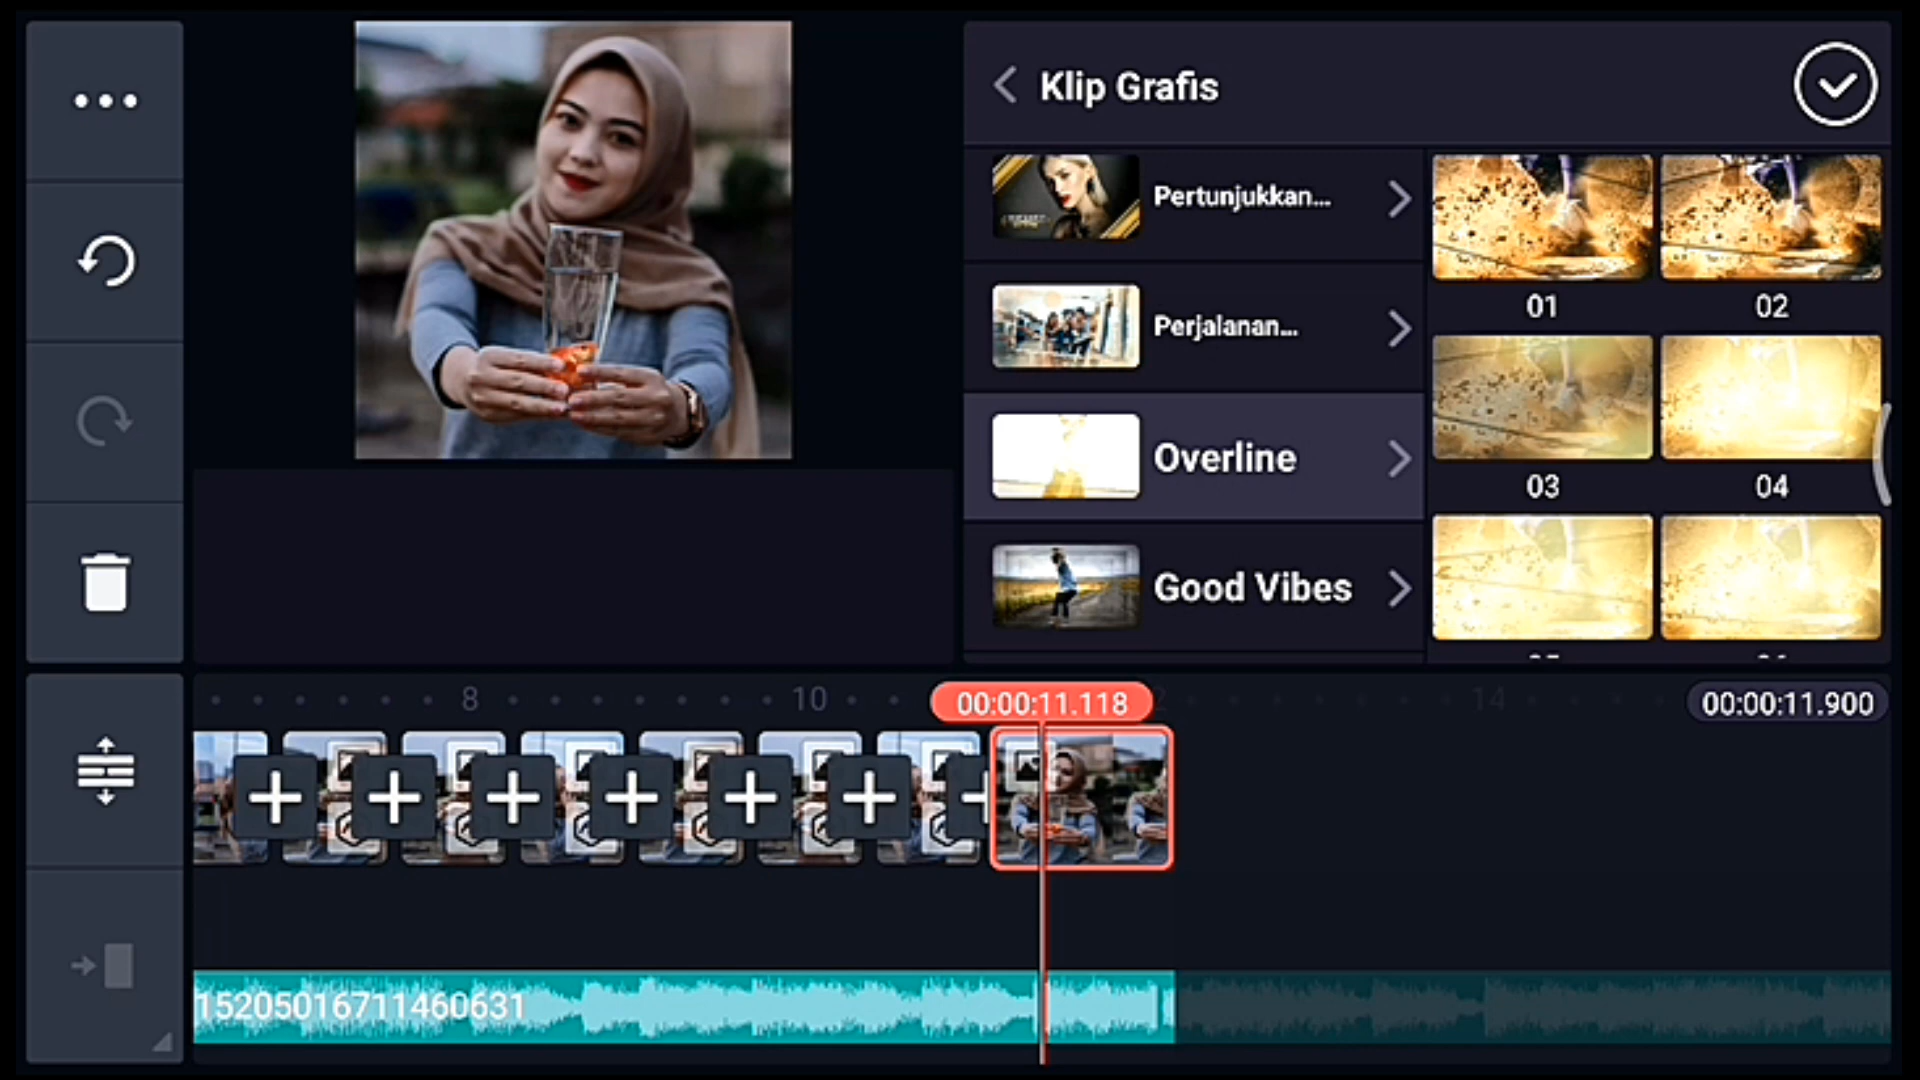 Klip Grafis
Pertunjukkan...
Perjalanan...
Overline
Good Vibes
01
02
03
04
8
10
00:00:11.118
14
00:00:11.900
15205016711460631